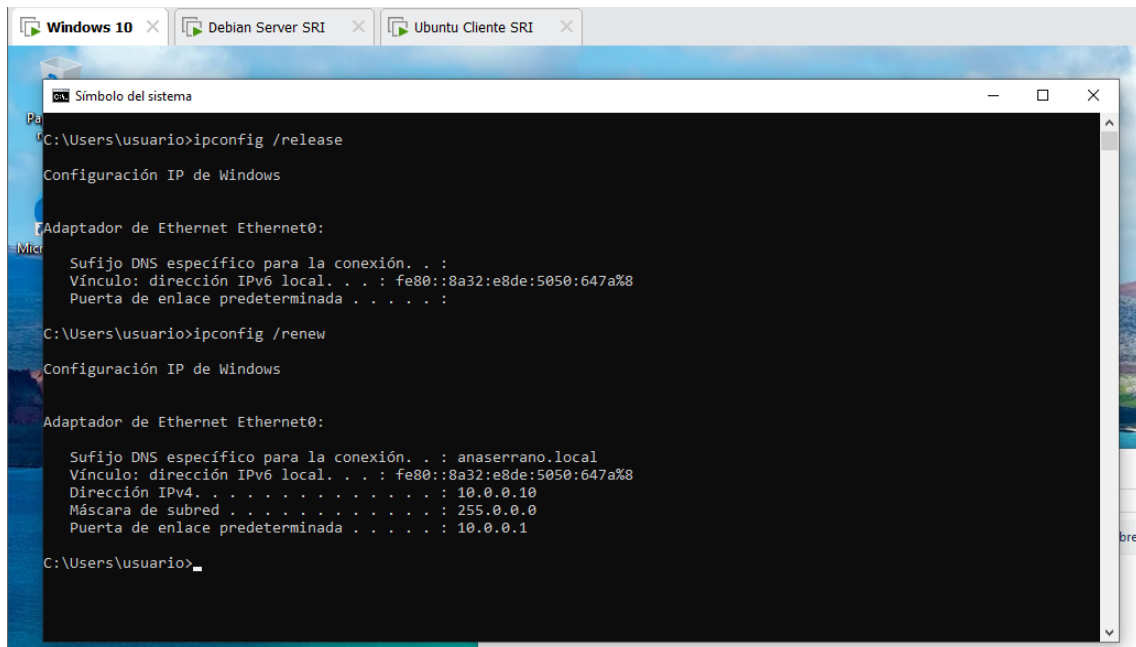 Windows 10
Debian Server SRI
Ubuntu Cliente SRI
Símbolo del sistema
C:\Users\usuario>ipconfig /release
Configuración IP de Windows
Adaptador de Ethernet Ethernet0:
Sufijo DNS específico para la conexión. . :
Vínculo: dirección IPv6 local. . . : fe80::8a32:e8de:5050:647a%8
Puerta de enlace predeterminada . . . . . :
C:\Users\usuario>ipconfig /renew
Configuración IP de Windows
Adaptador de Ethernet Ethernet0:
Sufijo DNS específico para la conexión. . : anaserrano.local
Vínculo: dirección IPv6 local. . . : fe80::8a32:e8de:5050:647a%8
Dirección IPv4. . . . . . . . . . . . . . : 10.0.0.10
Máscara de subred . . . . . . . . . . . . : 255.0.0.0
Puerta de enlace predeterminada . . . . . : 10.0.0.1
C:\Users\usuario>